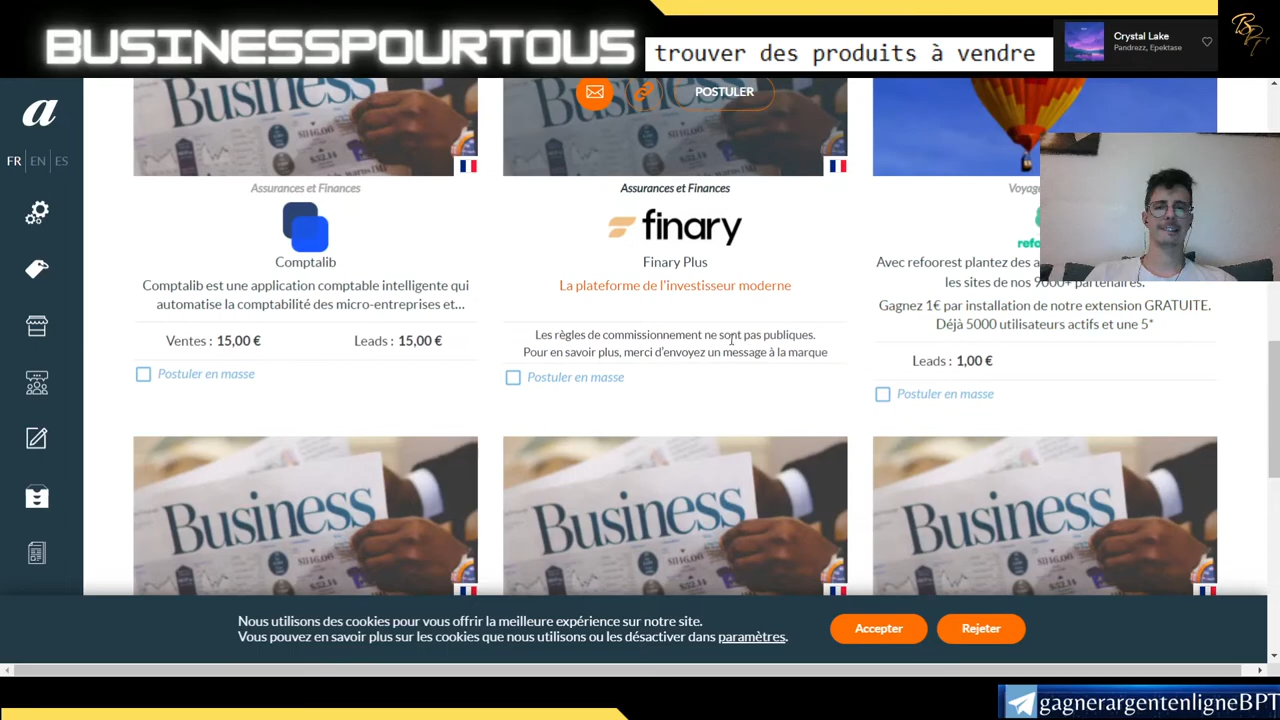 BUSINESSPOURTOUS
trouver des produits à vendre
Crystal Lake
Pandrezz, Epektase
BPT
a
FR EN ES
POSTULER
Assurances et Finances
Comptalib
Comptalib est une application comptable intelligente qui
automatise la comptabilité des micro-entreprises et...
Ventes : 15,00 € Leads : 15,00 €
Postuler en masse
Assurances et Finances
finary
Finary Plus
La plateforme de l'investisseur moderne
Les règles de commissionnement ne sont pas publiques.
Pour en savoir plus, merci d'envoyez un message à la marque
Postuler en masse
Voya
refo
Avec refoorest plantez des a
les sites de nos 9000+ partenaires.
Gagnez 1€ par installation de notre extension GRATUITE.
Déjà 5000 utilisateurs actifs et une 5*
Leads : 1,00 €
Postuler en masse
Business
Business
Business
Nous utilisons des cookies pour vous offrir la meilleure expérience sur notre site.
Vous pouvez en savoir plus sur les cookies que nous utilisons ou les désactiver dans paramètres.
Accepter
Rejeter
gagnerargentenligneBPT